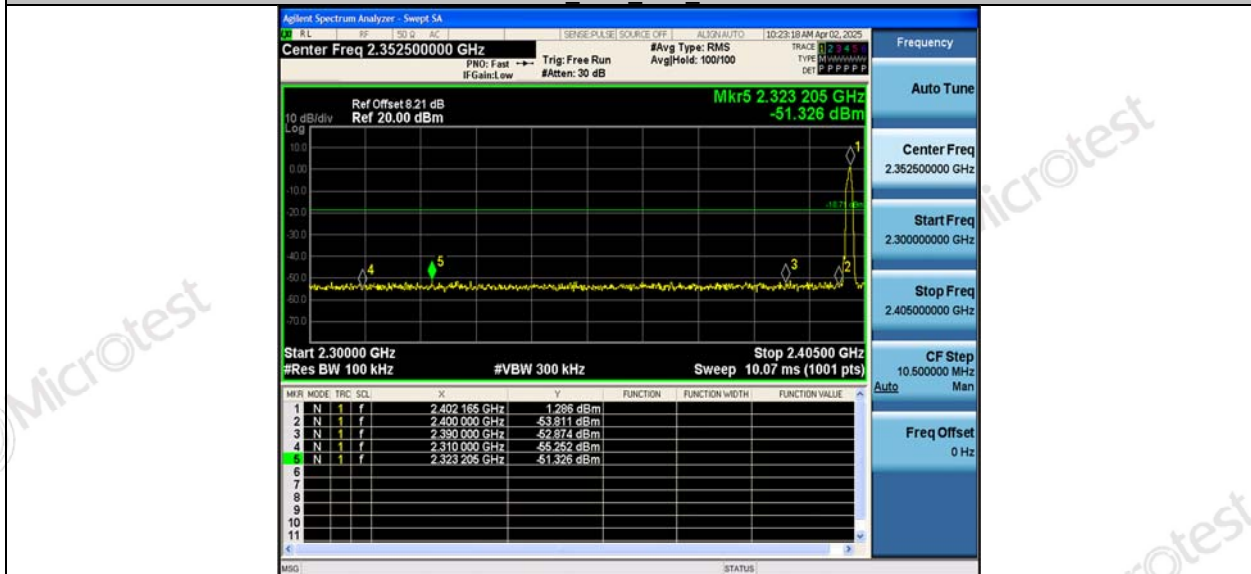 Agilent Spectrum Analyzer - Swept SA
RL RF 50 Ω AC SENSE:PULSE SOURCE OFF ALIGN AUTO 10:23:18 AM Apr 02, 2025
Center Freq 2.352500000 GHz
PNO: Fast
IFGain:Low
Trig: Free Run
#Atten: 30 dB
#Avg Type: RMS
Avg|Hold: 100/100
TRACE 1 2 3 4 5 6
TYPE M
DET P P P P P P
Ref Offset 8.21 dB
Ref 20.00 dBm
10 dB/div
Log
Mkr5 2.323 205 GHz
-51.326 dBm
10.0
0.00
-10.0
-20.0
-30.0
-40.0
-50.0
-60.0
-70.0
-18.71 dBm
1
2
3
4
5
Start 2.30000 GHz
Stop 2.40500 GHz
#Res BW 100 kHz #VBW 300 kHz Sweep 10.07 ms (1001 pts)
MKR MODE TRC SCL X Y FUNCTION FUNCTION WIDTH FUNCTION VALUE
1 N 1 f 2.402 165 GHz 1.286 dBm
2 N 1 f 2.400 000 GHz -53.811 dBm
3 N 1 f 2.390 000 GHz -52.874 dBm
4 N 1 f 2.310 000 GHz -55.252 dBm
5 N 1 f 2.323 205 GHz -51.326 dBm
6
7
8
9
10
11
MSG STATUS
Frequency
Auto Tune
Center Freq
2.352500000 GHz
Start Freq
2.300000000 GHz
Stop Freq
2.405000000 GHz
CF Step
10.500000 MHz
Auto Man
Freq Offset
0 Hz
Microtest
icrotest
rotest